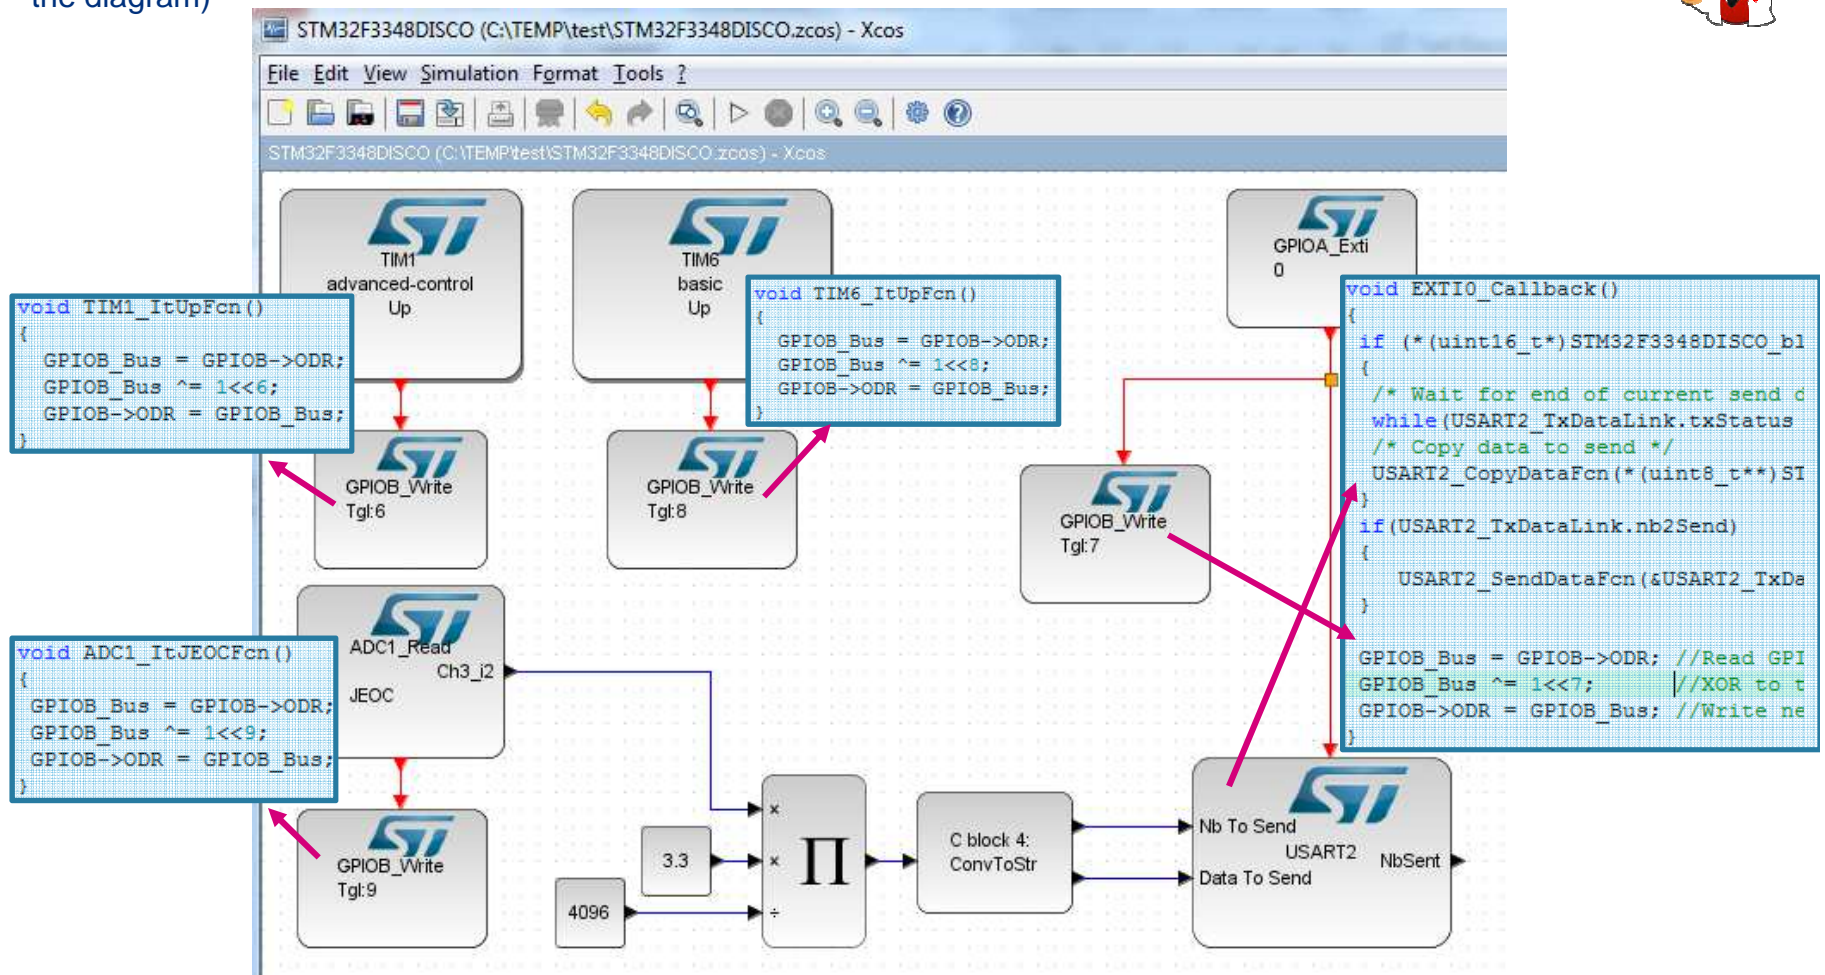 the diagram)
STM32F3348DISCO (C:\TEMP\test\STM32F3348DISCO.zcos) - Xcos
File Edit View Simulation Format Tools ?
STM32F3348DISCO (C:\TEMP\test\STM32F3348DISCO.zcos) - Xcos
TIM1
advanced-control
Up
TIM6
basic
Up
GPIOA_Exti
0
void TIM1_ItUpFcn()
{
GPIOB_Bus = GPIOB->ODR;
GPIOB_Bus ^= 1<<6;
GPIOB->ODR = GPIOB_Bus;
}
void TIM6_ItUpFcn()
{
GPIOB_Bus = GPIOB->ODR;
GPIOB_Bus ^= 1<<8;
GPIOB->ODR = GPIOB_Bus;
}
void EXTI0_Callback()
{
if (*(uint16_t*)STM32F3348DISCO_bl
{
/* Wait for end of current send d
while(USART2_TxDataLink.txStatus
/* Copy data to send */
USART2_CopyDataFcn(*(uint8_t**)ST
}
if(USART2_TxDataLink.nb2Send)
{
USART2_SendDataFcn(&USART2_TxDa
}
GPIOB_Bus = GPIOB->ODR; //Read GPI
GPIOB_Bus ^= 1<<7; //XOR to t
GPIOB->ODR = GPIOB_Bus; //Write ne
}
GPIOB_Write
Tgl:6
GPIOB_Write
Tgl:8
GPIOB_Write
Tgl:7
void ADC1_ItJEOCFcn()
{
GPIOB_Bus = GPIOB->ODR;
GPIOB_Bus ^= 1<<9;
GPIOB->ODR = GPIOB_Bus;
}
ADC1_Read
Ch3_i2
JEOC
GPIOB_Write
Tgl:9
3.3
4096
×
×
÷
Π
C block 4:
ConvToStr
Nb To Send
USART2
NbSent
Data To Send